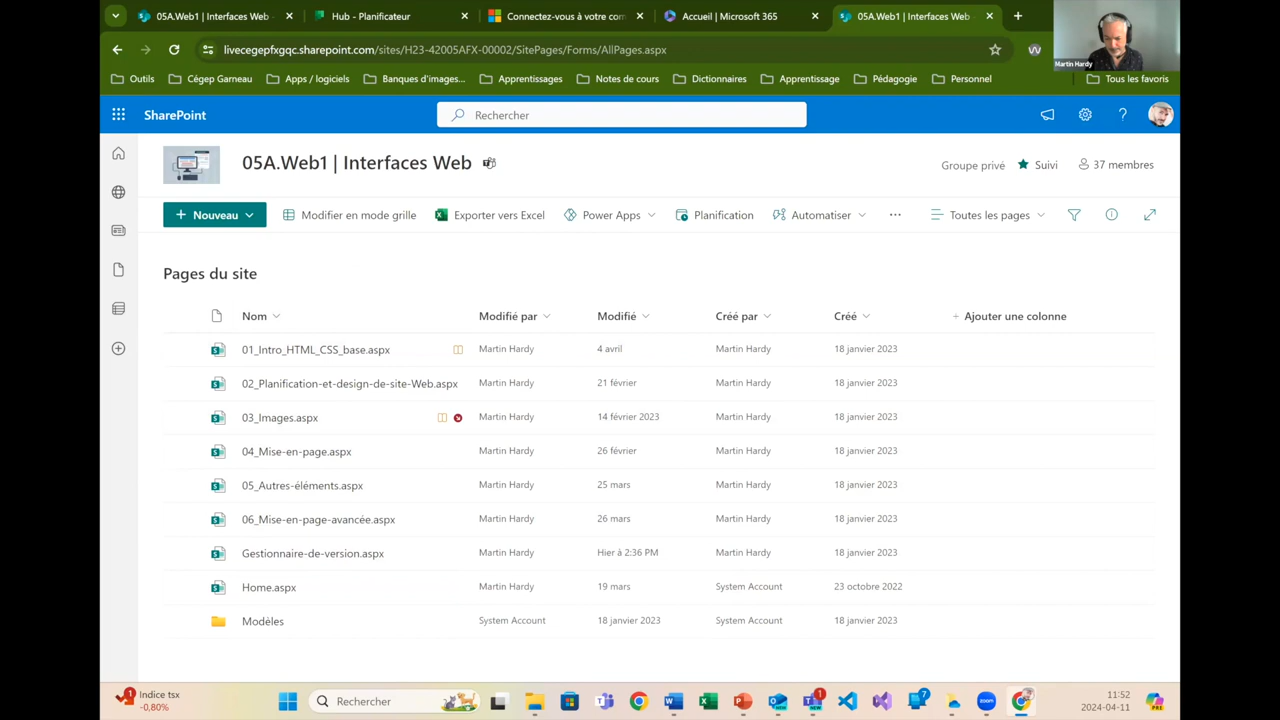 05A.Web1 | Interfaces Web - 
Hub - Planificateur
Connectez-vous à votre com
Accueil | Microsoft 365
05A.Web1 | Interfaces Web - 
livecegepfxgqc.sharepoint.com/sites/H23-42005AFX-00002/SitePages/Forms/AllPages.aspx
Martin Hardy
Outils
Cégep Garneau
Apps / logiciels
Banques d'images...
Apprentissages
Notes de cours
Dictionnaires
Apprentissage
Pédagogie
Personnel
Tous les favoris
SharePoint
Rechercher
05A.Web1 | Interfaces Web
Groupe privé
Suivi
37 membres
+ Nouveau
Modifier en mode grille
Exporter vers Excel
Power Apps
Planification
Automatiser
...
Toutes les pages
Pages du site
Nom Modifié par Modifié Créé par Créé + Ajouter une colonne
01_Intro_HTML_CSS_base.aspx Martin Hardy 4 avril Martin Hardy 18 janvier 2023
02_Planification-et-design-de-site-Web.aspx Martin Hardy 21 février Martin Hardy 18 janvier 2023
03_Images.aspx Martin Hardy 14 février 2023 Martin Hardy 18 janvier 2023
04_Mise-en-page.aspx Martin Hardy 26 février Martin Hardy 18 janvier 2023
05_Autres-éléments.aspx Martin Hardy 25 mars Martin Hardy 18 janvier 2023
06_Mise-en-page-avancée.aspx Martin Hardy 26 mars Martin Hardy 18 janvier 2023
Gestionnaire-de-version.aspx Martin Hardy Hier à 2:36 PM Martin Hardy 18 janvier 2023
Home.aspx Martin Hardy 19 mars System Account 23 octobre 2022
Modèles System Account 18 janvier 2023 System Account 18 janvier 2023
1
Indice tsx
-0,80%
Rechercher
1
7
11:52
2024-04-11